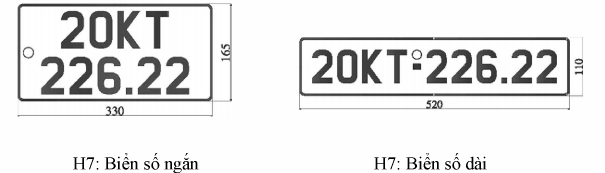 20KT
226.22
165
330
20KT-226.22
110
520
H7: Biển số ngắn
H7: Biển số dài